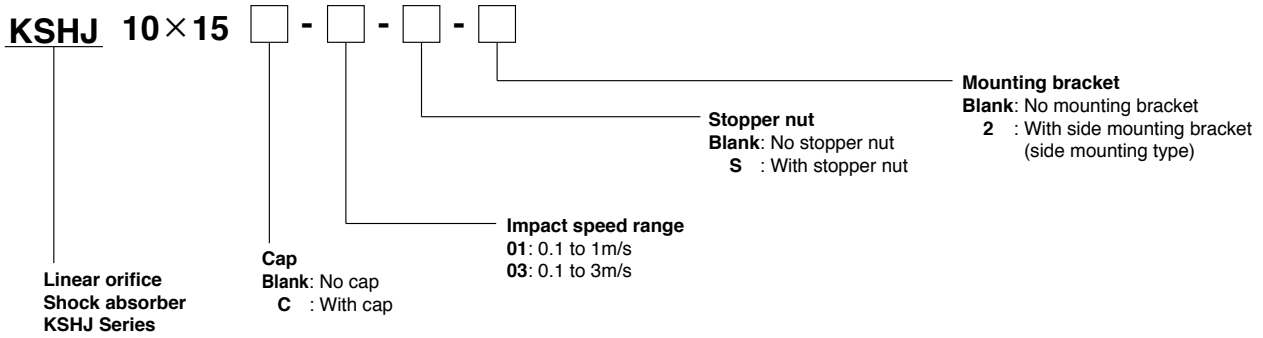 KSHJ 10×15 □ - □ - □ - □
Mounting bracket
Blank: No mounting bracket
2 : With side mounting bracket
(side mounting type)
Stopper nut
Blank: No stopper nut
S : With stopper nut
Impact speed range
01: 0.1 to 1m/s
03: 0.1 to 3m/s
Cap
Blank: No cap
C : With cap
Linear orifice
Shock absorber
KSHJ Series